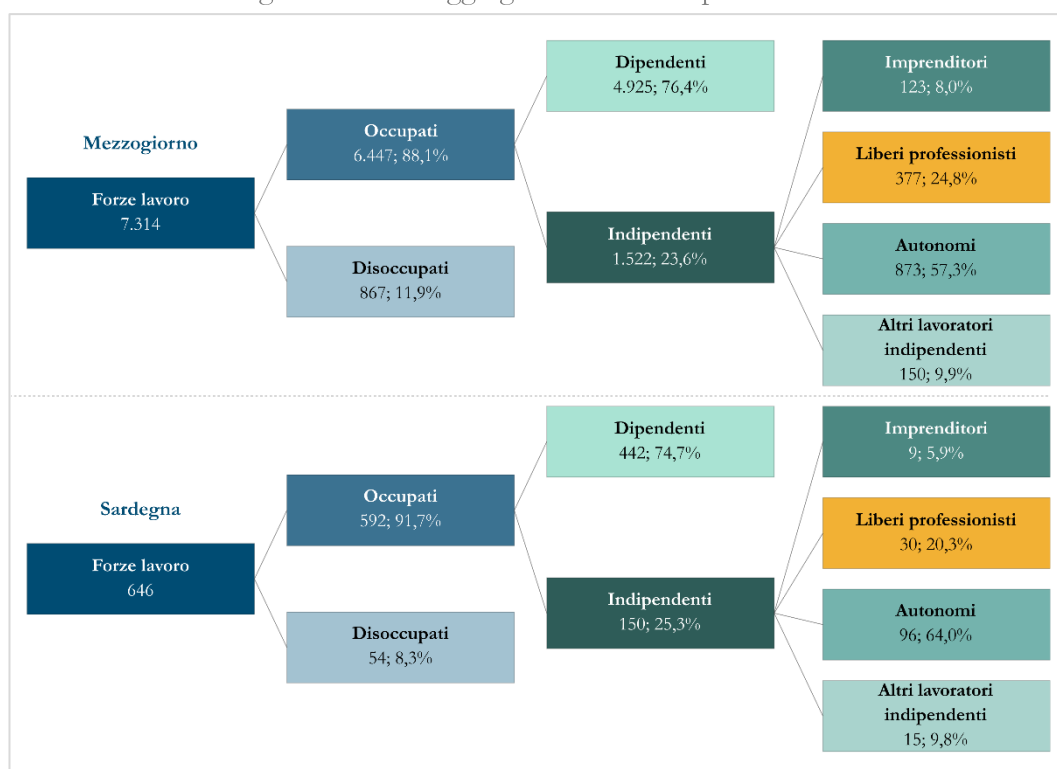 Mezzogiorno
Forze lavoro
7.314
Occupati
6.447; 88,1%
Disoccupati
867; 11,9%
Dipendenti
4.925; 76,4%
Indipendenti
1.522; 23,6%
Imprenditori
123; 8,0%
Liberi professionisti
377; 24,8%
Autonomi
873; 57,3%
Altri lavoratori
indipendenti
150; 9,9%
Sardegna
Forze lavoro
646
Occupati
592; 91,7%
Disoccupati
54; 8,3%
Dipendenti
442; 74,7%
Indipendenti
150; 25,3%
Imprenditori
9; 5,9%
Liberi professionisti
30; 20,3%
Autonomi
96; 64,0%
Altri lavoratori
indipendenti
15; 9,8%